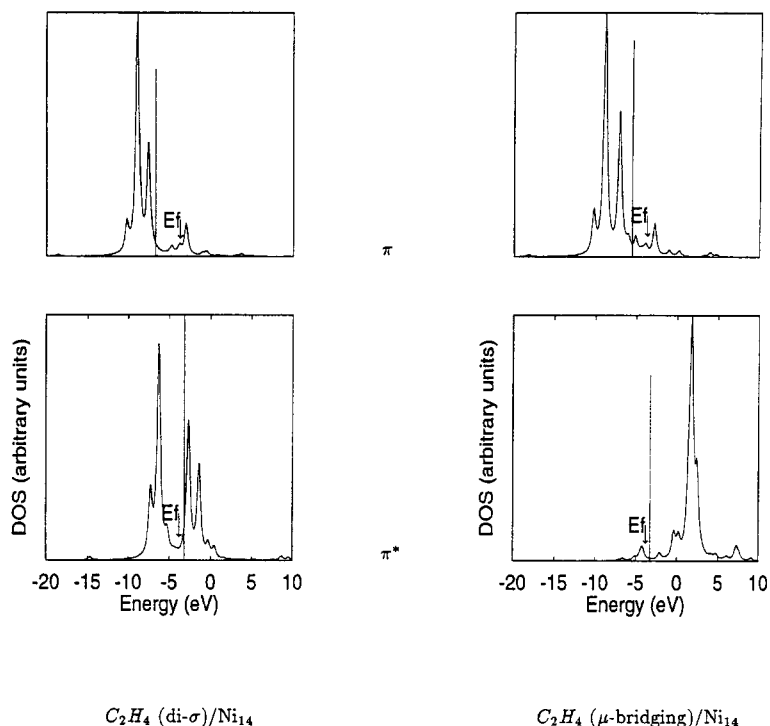 Ef
Ef
π
DOS (arbitrary units)
Ef
-20 -15 -10 -5 0 5 10
Energy (eV)
π*
DOS (arbitrary units)
Ef
-20 -15 -10 -5 0 5 10
Energy (eV)
C₂H₄ (di-σ)/Ni₁₄
C₂H₄ (μ-bridging)/Ni₁₄